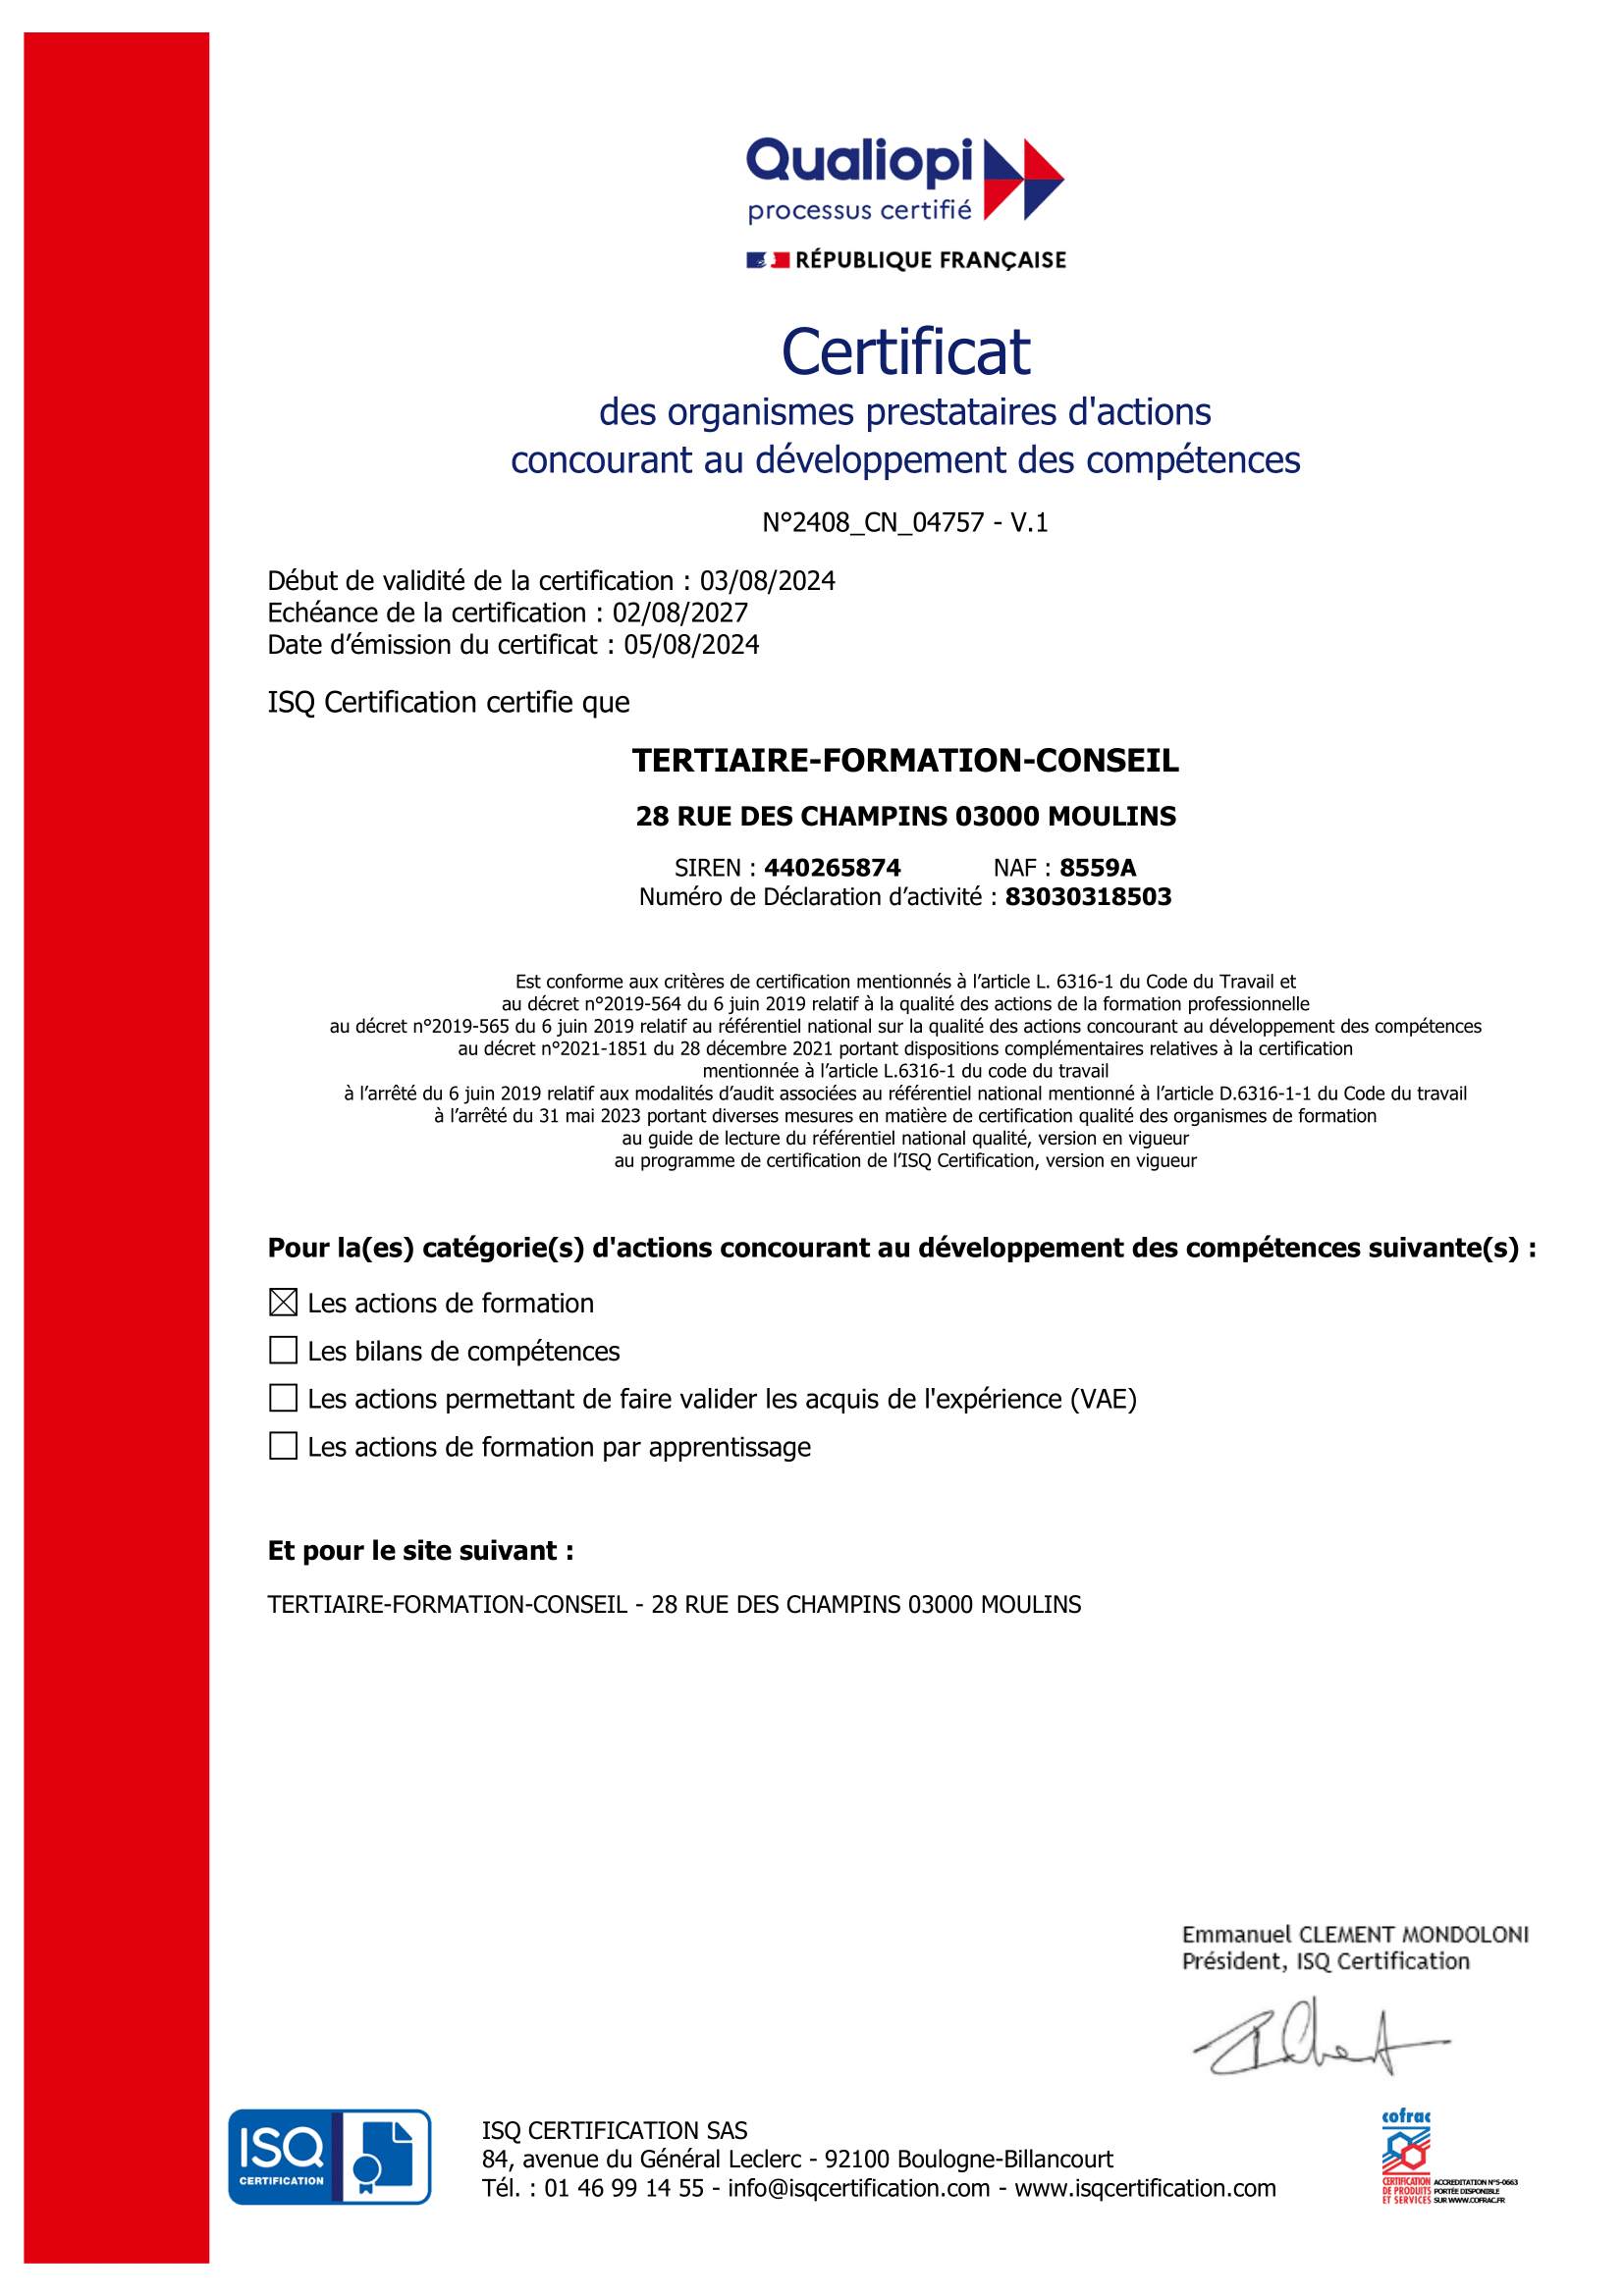 Qualiopi
processus certifié
RÉPUBLIQUE FRANÇAISE
Certificat
des organismes prestataires d'actions
concourant au développement des compétences
N°2408_CN_04757 - V.1
Début de validité de la certification : 03/08/2024
Echéance de la certification : 02/08/2027
Date d’émission du certificat : 05/08/2024
ISQ Certification certifie que
TERTIAIRE-FORMATION-CONSEIL
28 RUE DES CHAMPINS 03000 MOULINS
SIREN : 440265874 NAF : 8559A
Numéro de Déclaration d’activité : 83030318503
Est conforme aux critères de certification mentionnés à l’article L. 6316-1 du Code du Travail et
au décret n°2019-564 du 6 juin 2019 relatif à la qualité des actions de la formation professionnelle
au décret n°2019-565 du 6 juin 2019 relatif au référentiel national sur la qualité des actions concourant au développement des compétences
au décret n°2021-1851 du 28 décembre 2021 portant dispositions complémentaires relatives à la certification
mentionnée à l’article L.6316-1 du code du travail
à l’arrêté du 6 juin 2019 relatif aux modalités d’audit associées au référentiel national mentionné à l’article D.6316-1-1 du Code du travail
à l’arrêté du 31 mai 2023 portant diverses mesures en matière de certification qualité des organismes de formation
au guide de lecture du référentiel national qualité, version en vigueur
au programme de certification de l’ISQ Certification, version en vigueur
Pour la(es) catégorie(s) d'actions concourant au développement des compétences suivante(s) :
☒ Les actions de formation
☐ Les bilans de compétences
☐ Les actions permettant de faire valider les acquis de l'expérience (VAE)
☐ Les actions de formation par apprentissage
Et pour le site suivant :
TERTIAIRE-FORMATION-CONSEIL - 28 RUE DES CHAMPINS 03000 MOULINS
Emmanuel CLEMENT MONDOLONI
Président, ISQ Certification
ISQ
CERTIFICATION
ISQ CERTIFICATION SAS
84, avenue du Général Leclerc - 92100 Boulogne-Billancourt
Tél. : 01 46 99 14 55 - info@isqcertification.com - www.isqcertification.com
cofrac
CERTIFICATION
DE PRODUITS
ET SERVICES
ACCREDITATION N°5-0663
PORTÉE DISPONIBLE
SUR WWW.COFRAC.FR